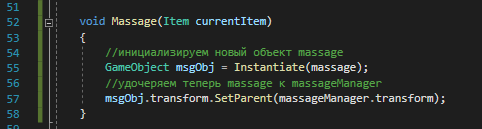 51
52 void Massage(Item currentItem)
53 {
54 //инициализируем новый объект massage
55 GameObject msgObj = Instantiate(massage);
56 //удочеряем теперь massage к massageManager
57 msgObj.transform.SetParent(massageManager.transform);
58 }